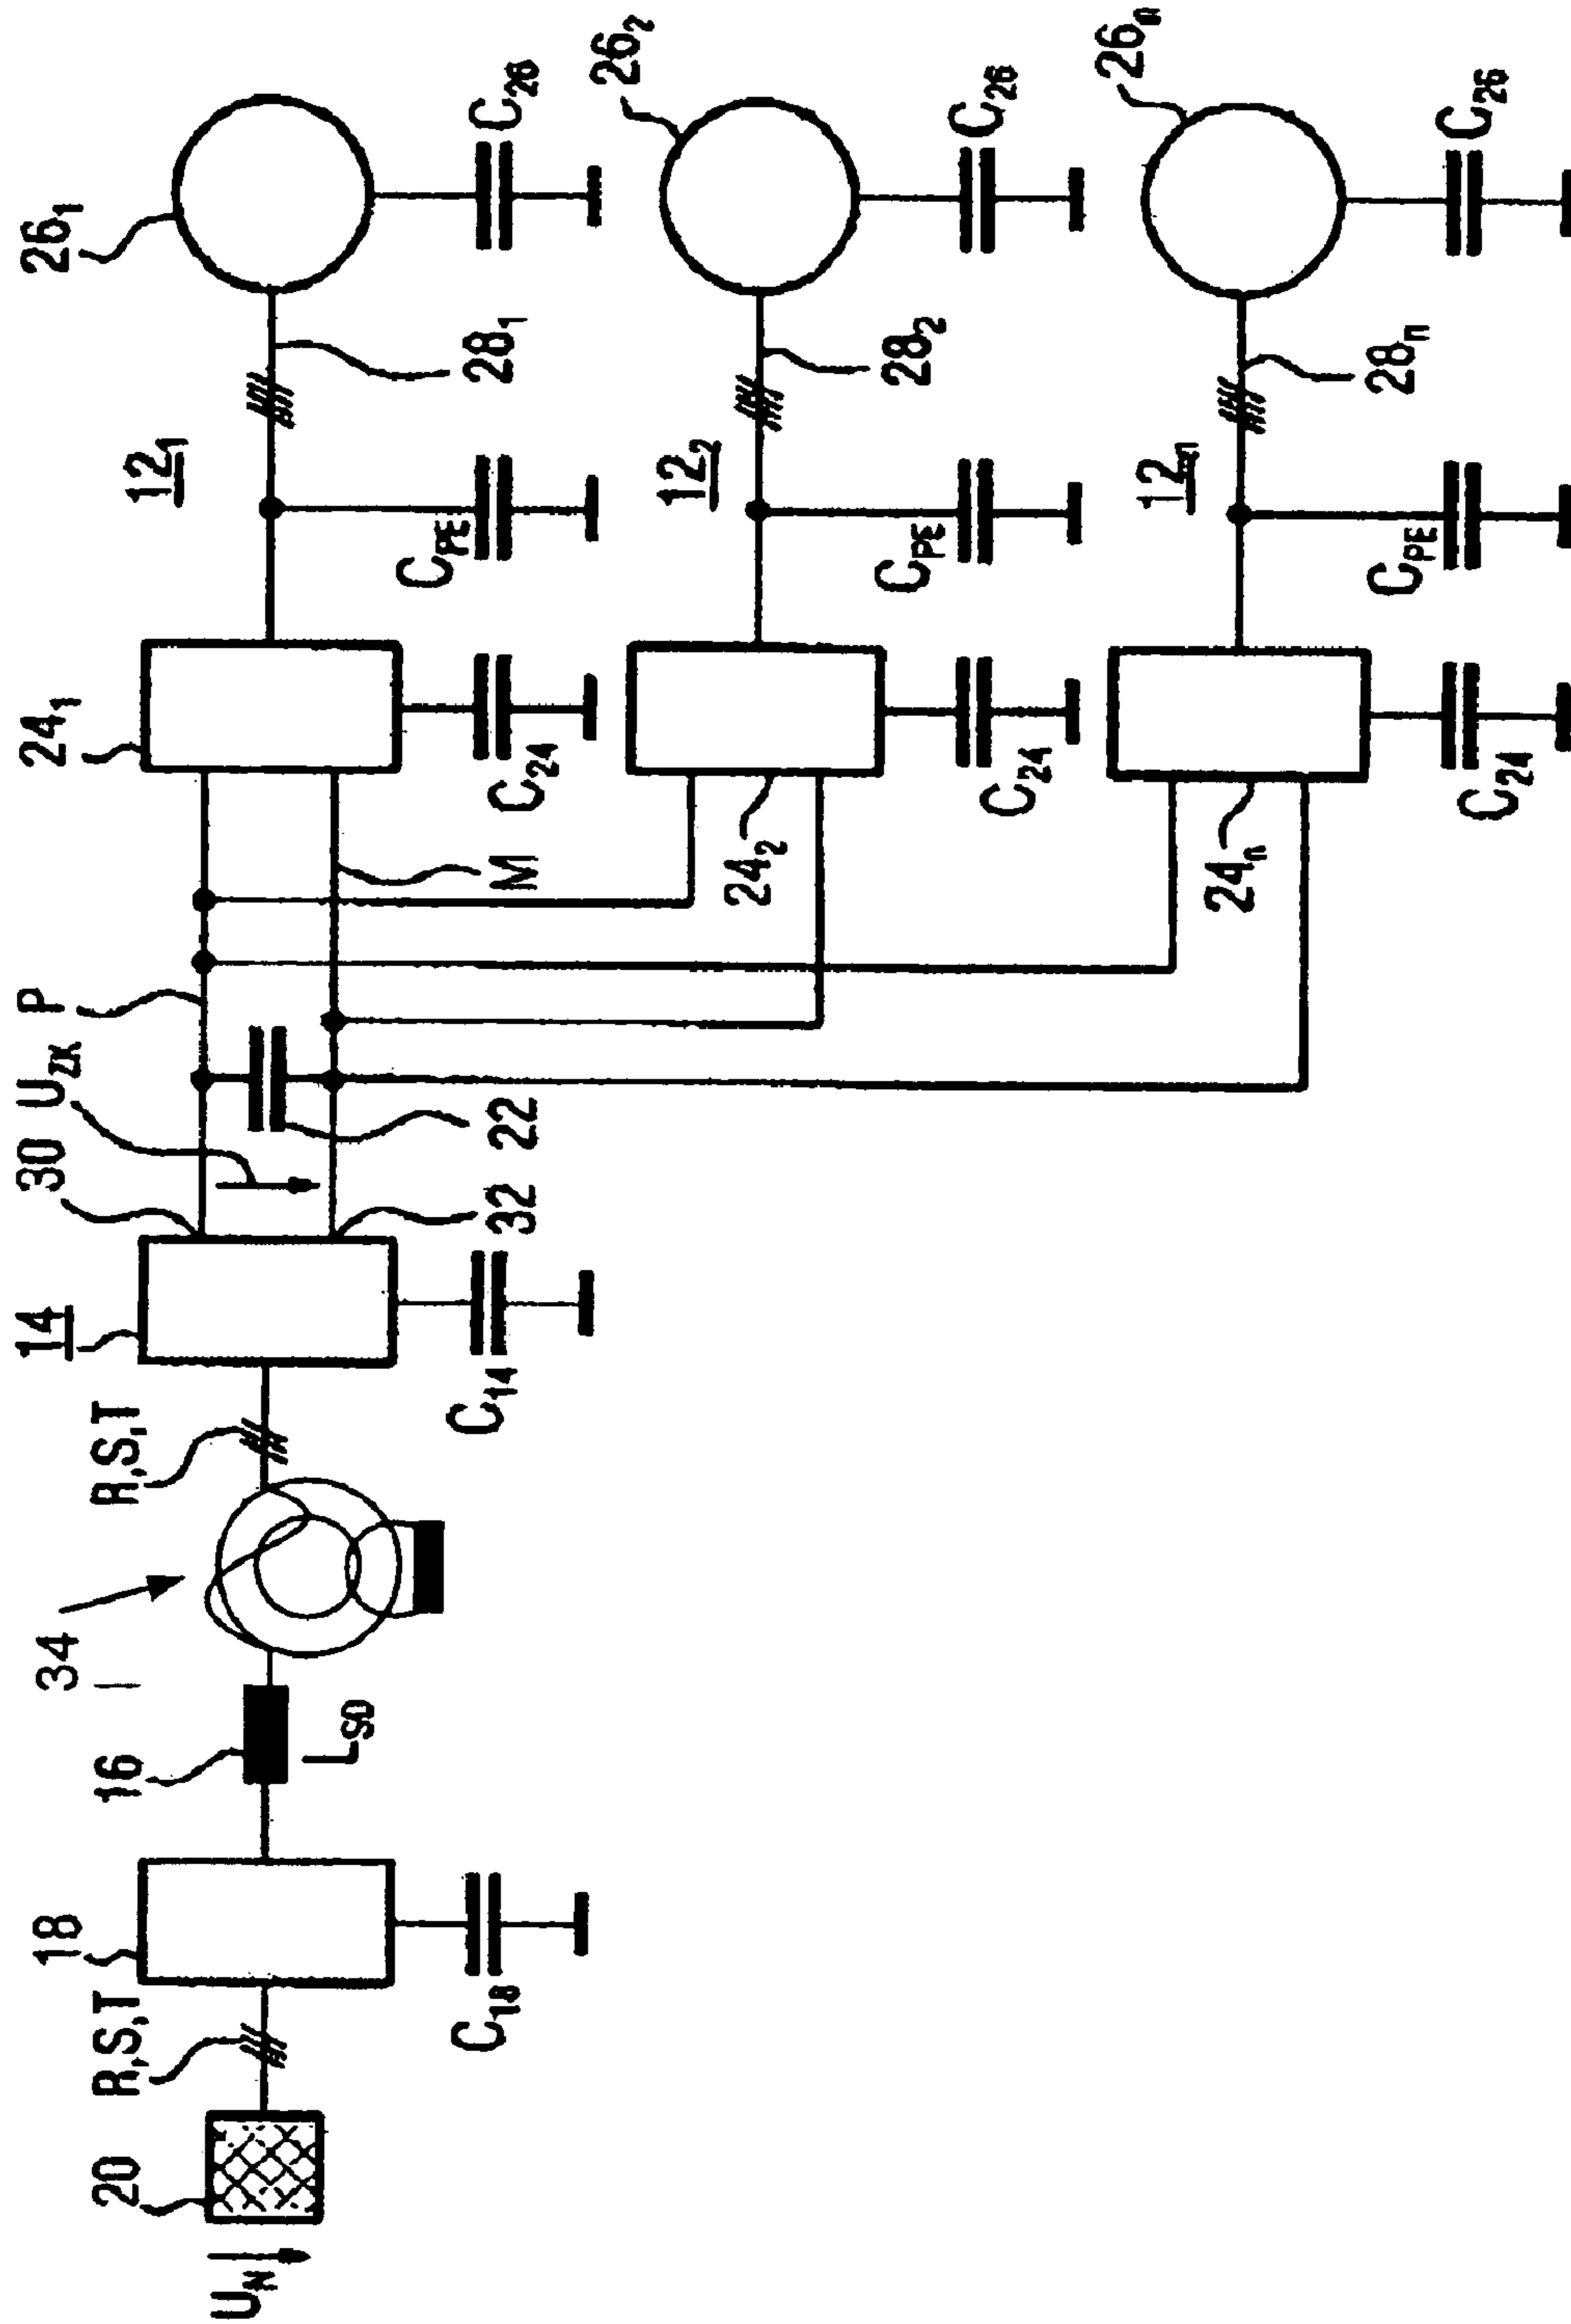 26₁
26₂
26ₙ
C₂₆
C₂₆
C₂₆
28₁
28₂
28ₙ
12₁
12₂
12ₙ
C_PE
C_PE
C_PE
24₁
24₂
24ₙ
C₂₄
C₂₄
C₂₄
M
P
U_ZK
22
30
32
14
C₁₄
R,S,T
34
16
L_SD
18
C₁₈
R,S,T
20
U_N